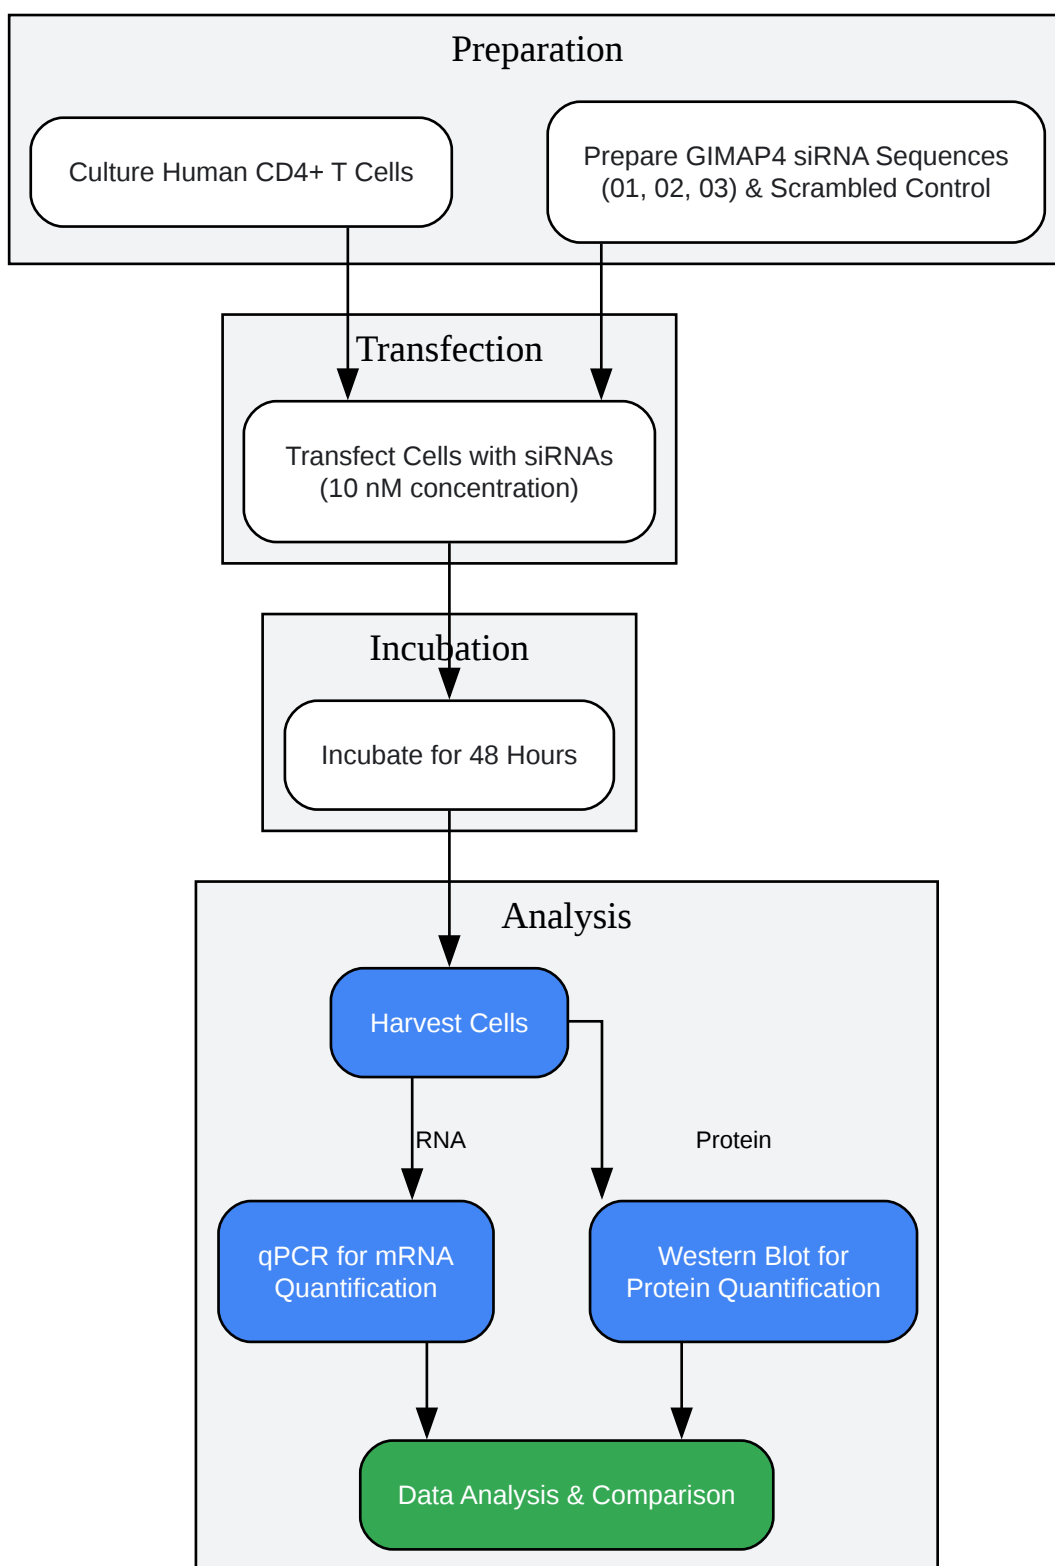 Preparation
Culture Human CD4+ T Cells
Prepare GIMAP4 siRNA Sequences
(01, 02, 03) & Scrambled Control
Transfection
Transfect Cells with siRNAs
(10 nM concentration)
Incubation
Incubate for 48 Hours
Analysis
Harvest Cells
RNA
Protein
qPCR for mRNA
Quantification
Western Blot for
Protein Quantification
Data Analysis & Comparison